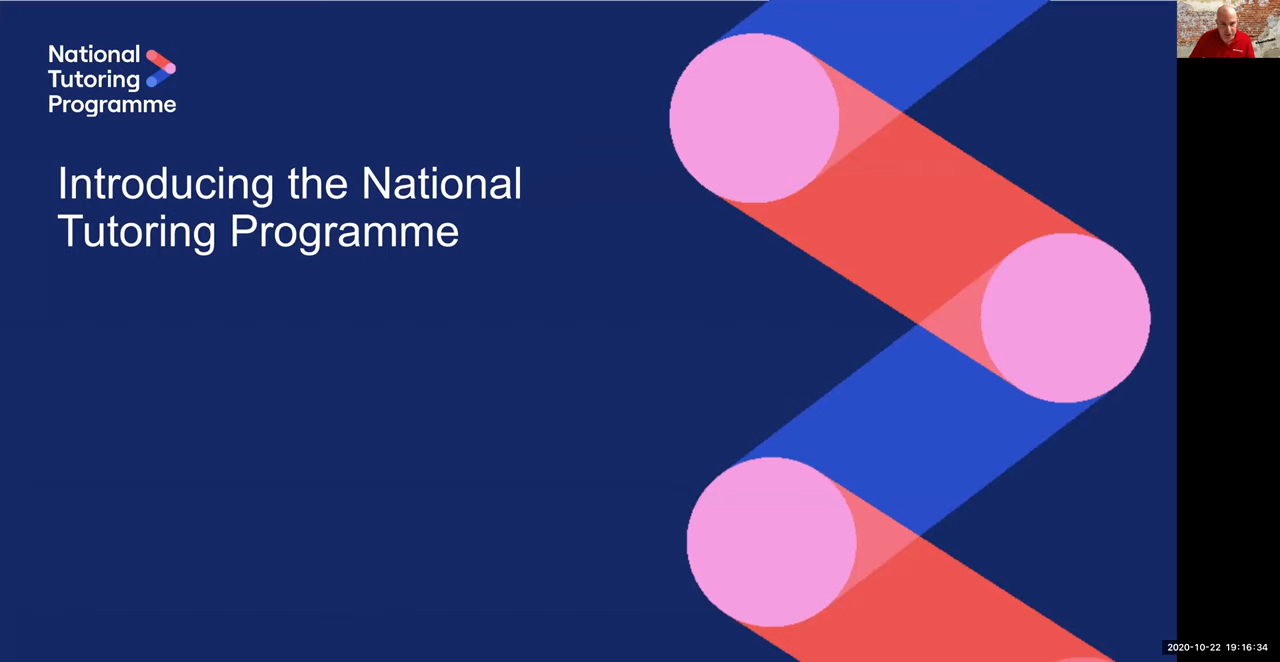 National
Tutoring
Programme
Introducing the National
Tutoring Programme
2020-10-22 19:16:34